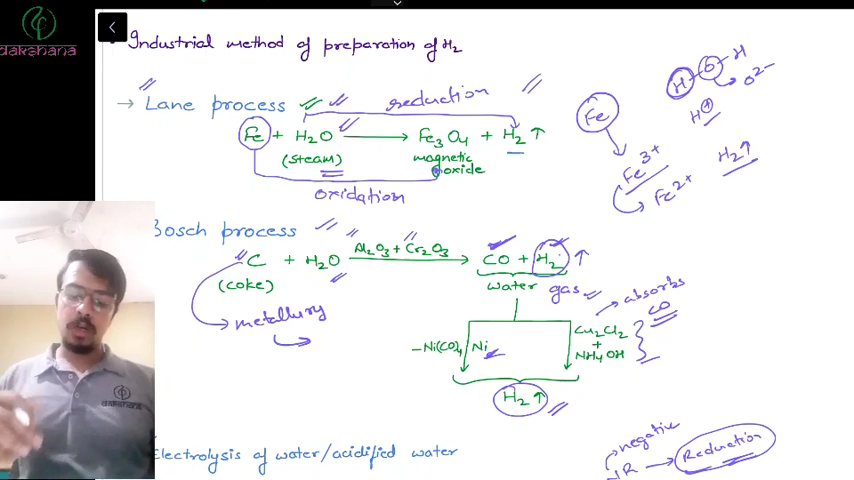 dakshana
Industrial method of preparation of H2
→ Lane process
reduction
Fe + H2O → Fe3O4 + H2 ↑
(steam)
magnetic
oxide
oxidation
H-O-H
O2-
H+
Fe
Fe3+
Fe2+
H2↑
Bosch process
C + H2O Al2O3 + Cr2O3 → CO + H2 ↑
(coke)
water gas
metallury
absorbs
CO
-Ni(CO)4 Ni
Cu2Cl2
+
NH4OH
H2↑
Electrolysis of water/acidified water
negative
R → Reduction
dakshana